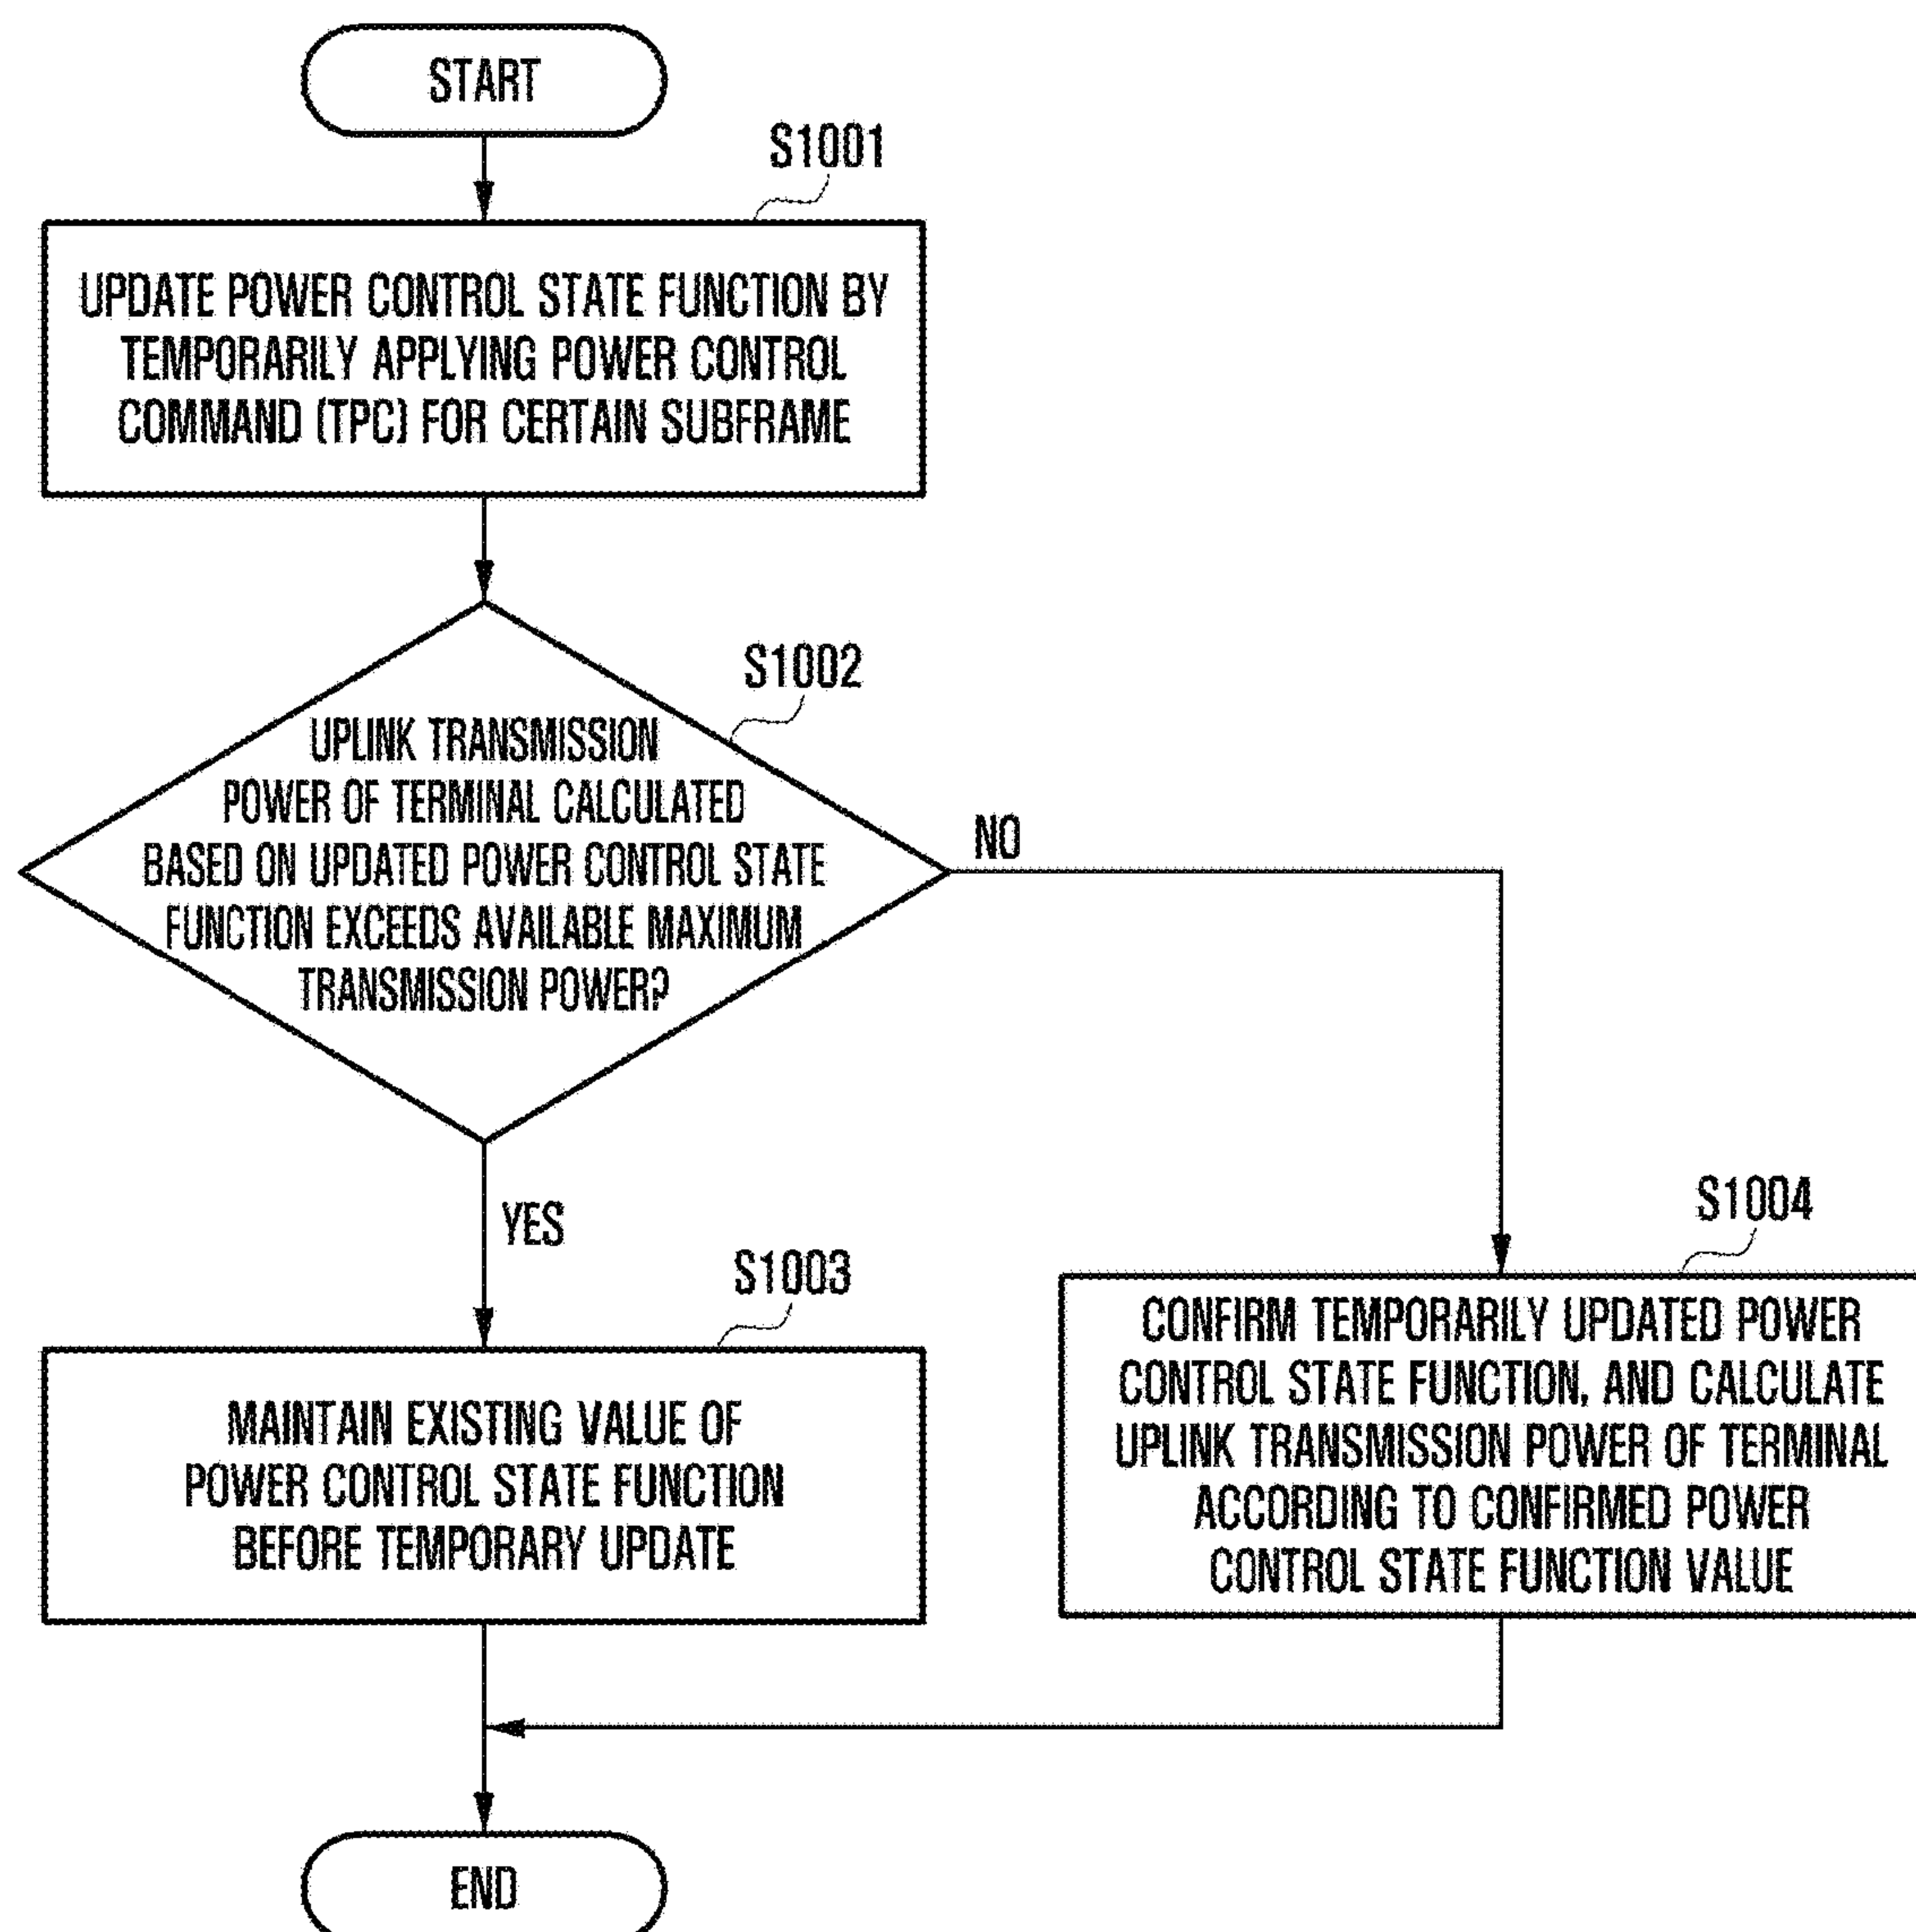 START
S1001
UPDATE POWER CONTROL STATE FUNCTION BY
TEMPORARILY APPLYING POWER CONTROL
COMMAND (TPC) FOR CERTAIN SUBFRAME
S1002
UPLINK TRANSMISSION
POWER OF TERMINAL CALCULATED
BASED ON UPDATED POWER CONTROL STATE
FUNCTION EXCEEDS AVAILABLE MAXIMUM
TRANSMISSION POWER?
NO
YES
S1003
MAINTAIN EXISTING VALUE OF
POWER CONTROL STATE FUNCTION
BEFORE TEMPORARY UPDATE
S1004
CONFIRM TEMPORARILY UPDATED POWER
CONTROL STATE FUNCTION, AND CALCULATE
UPLINK TRANSMISSION POWER OF TERMINAL
ACCORDING TO CONFIRMED POWER
CONTROL STATE FUNCTION VALUE
END